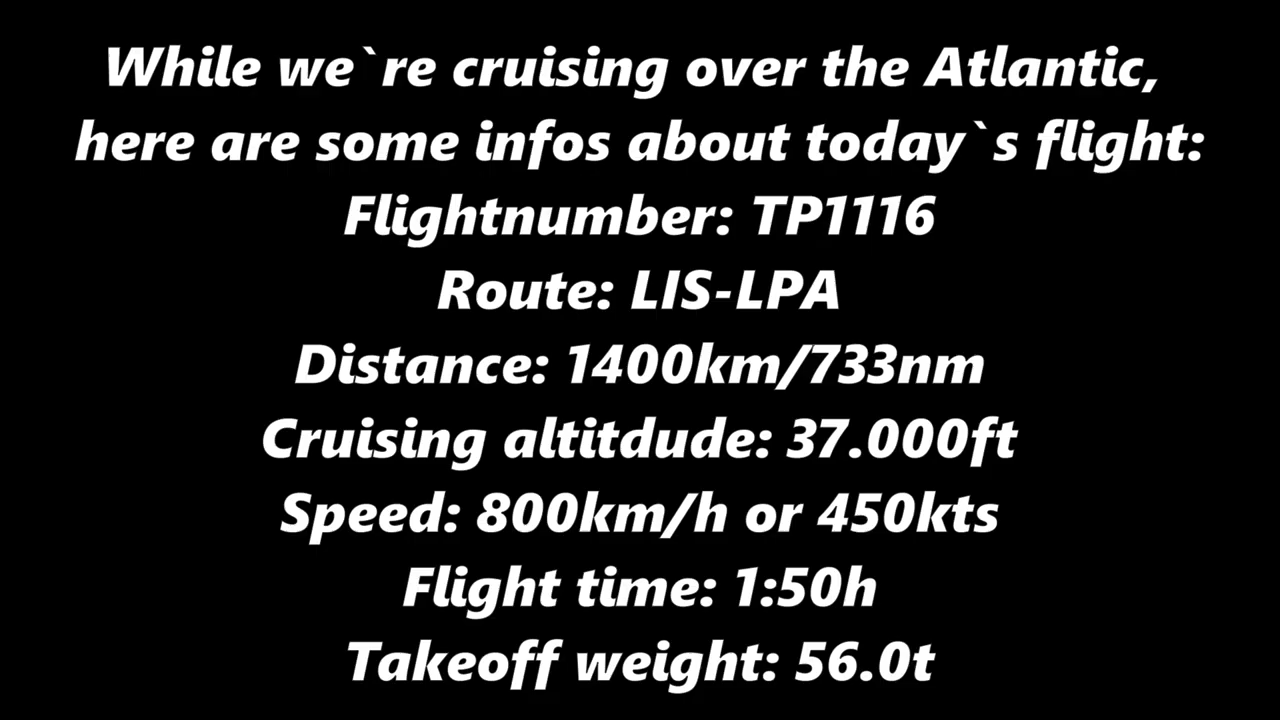 While we`re cruising over the Atlantic,
here are some infos about today`s flight:
Flightnumber: TP1116
Route: LIS-LPA
Distance: 1400km/733nm
Cruising altitdude: 37.000ft
Speed: 800km/h or 450kts
Flight time: 1:50h
Takeoff weight: 56.0t